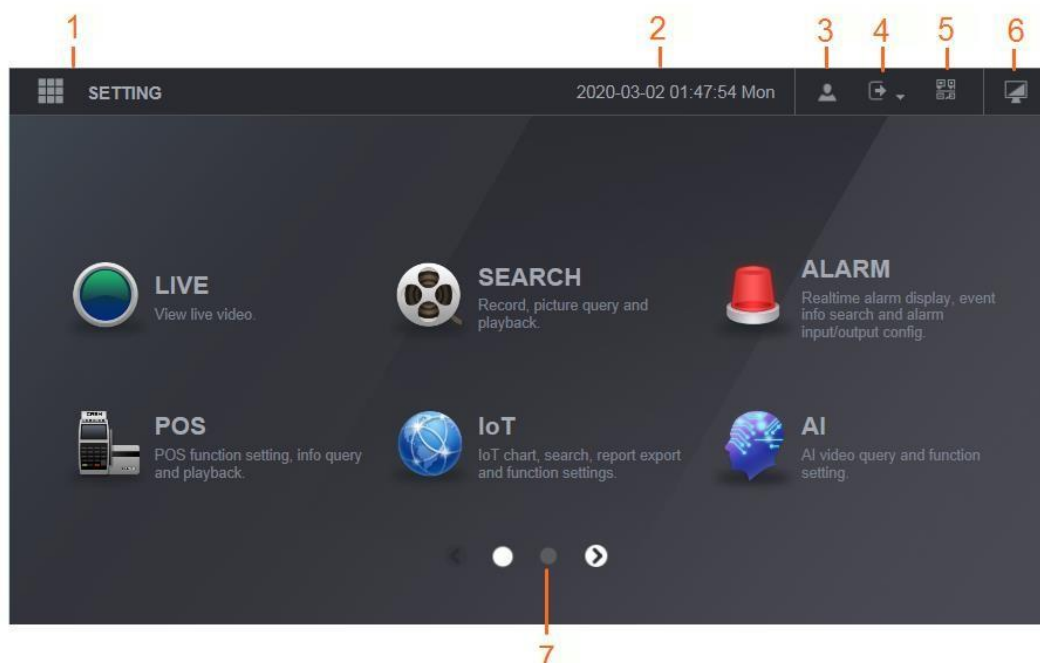 1
2
3
4
5
6
SETTING
2020-03-02 01:47:54 Mon
LIVE
View live video.
SEARCH
Record, picture query and
playback.
ALARM
Realtime alarm display, event
info search and alarm
input/output config.
POS
POS function setting, info query
and playback.
IoT
IoT chart, search, report export
and function settings.
AI
AI video query and function
setting.
7